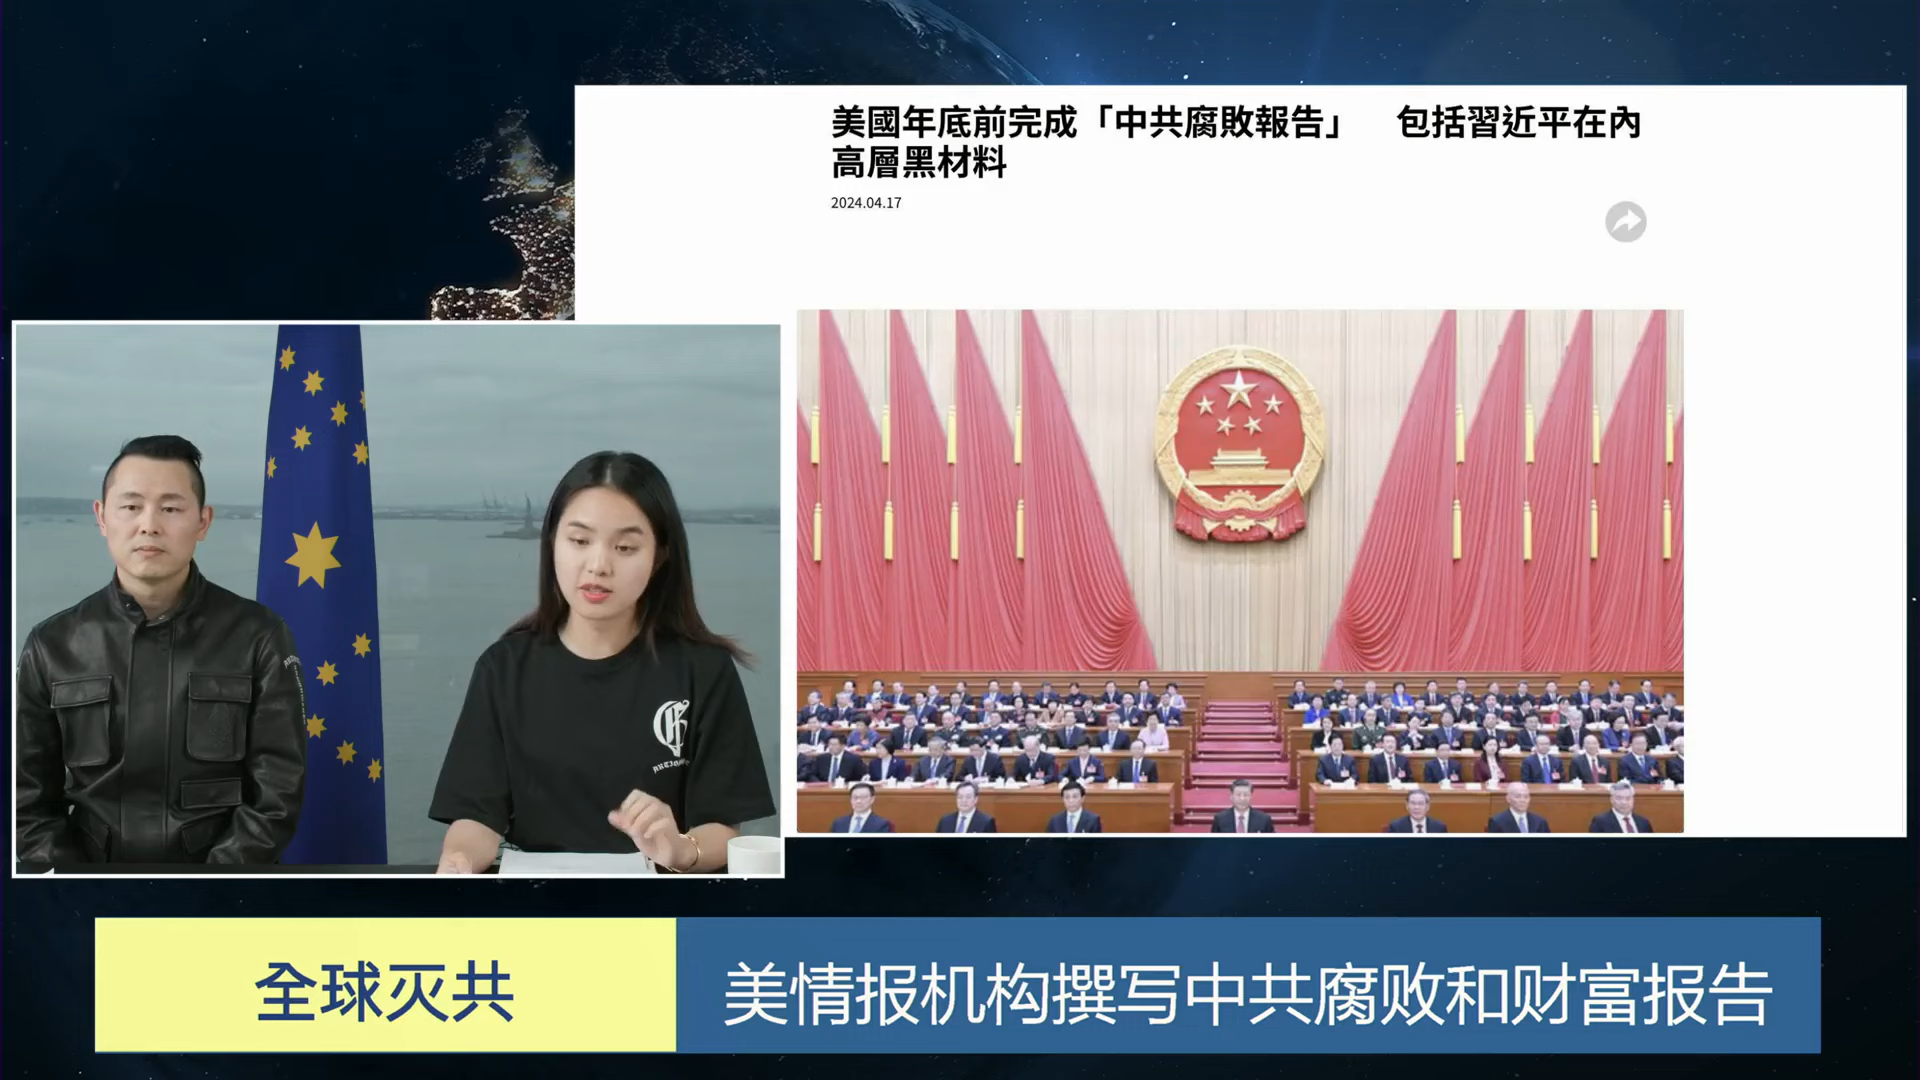 美國年底前完成「中共腐敗報告」　包括習近平在內
高層黑材料
2024.04.17
全球灭共
美情报机构撰写中共腐败和财富报告